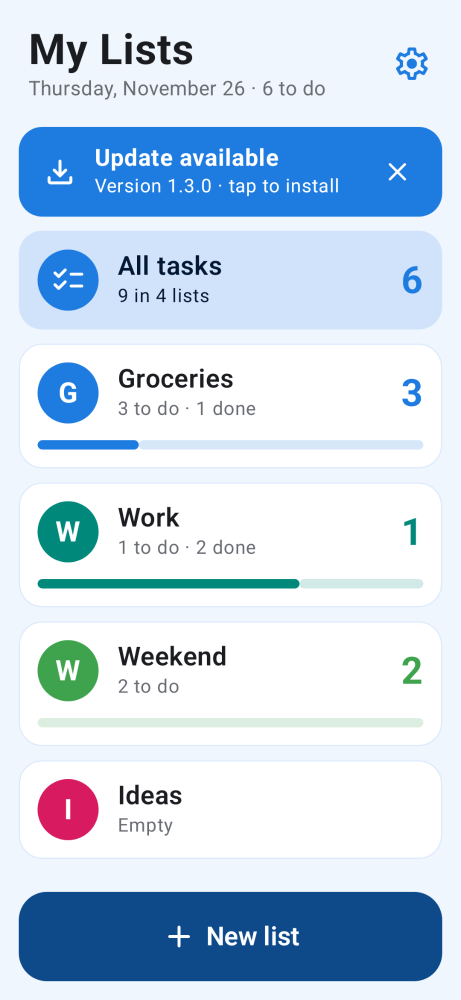 My Lists
Thursday, November 26 · 6 to do
Update available
Version 1.3.0 · tap to install
All tasks
9 in 4 lists
6
G
Groceries
3 to do · 1 done
3
W
Work
1 to do · 2 done
1
W
Weekend
2 to do
2
I
Ideas
Empty
New list